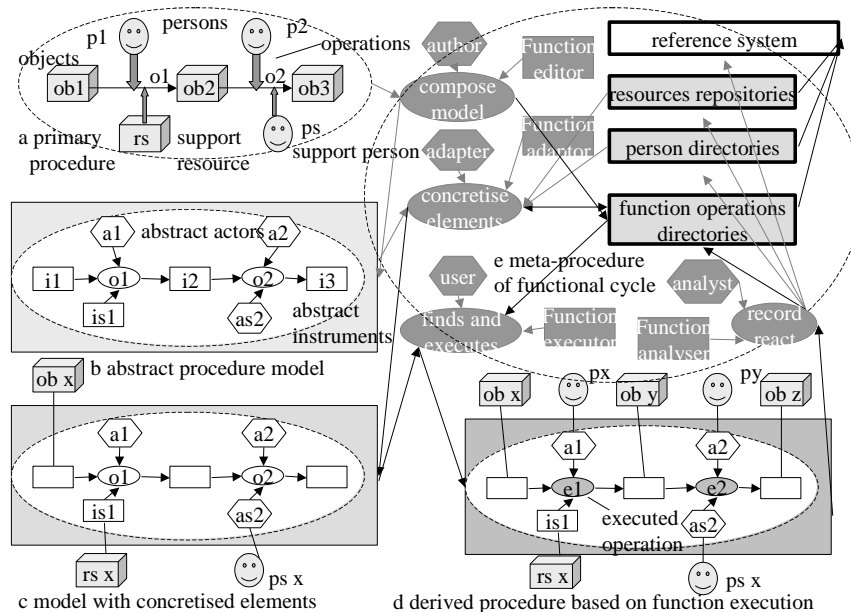 p1
persons
p2
operations
objects
ob1
o1
ob2
o2
ob3
rs
ps
a primary
procedure
support
resource
support person
author
Function
editor
compose
model
adapter
Function
adaptor
concretise
elements
reference system
resources repositories
person directories
function operations
directories
e meta-procedure
of functional cycle
user
finds and
executes
Function
executor
analyst
Function
analyser
record
react
a1
abstract actors
a2
i1
o1
i2
o2
i3
is1
as2
abstract
instruments
b abstract procedure model
ob x
a1
a2
o1
o2
is1
as2
rs x
ps x
c model with concretised elements
ob x
px
ob y
py
ob z
a1
a2
e1
e2
is1
executed
operation
as2
rs x
ps x
d derived procedure based on function execution